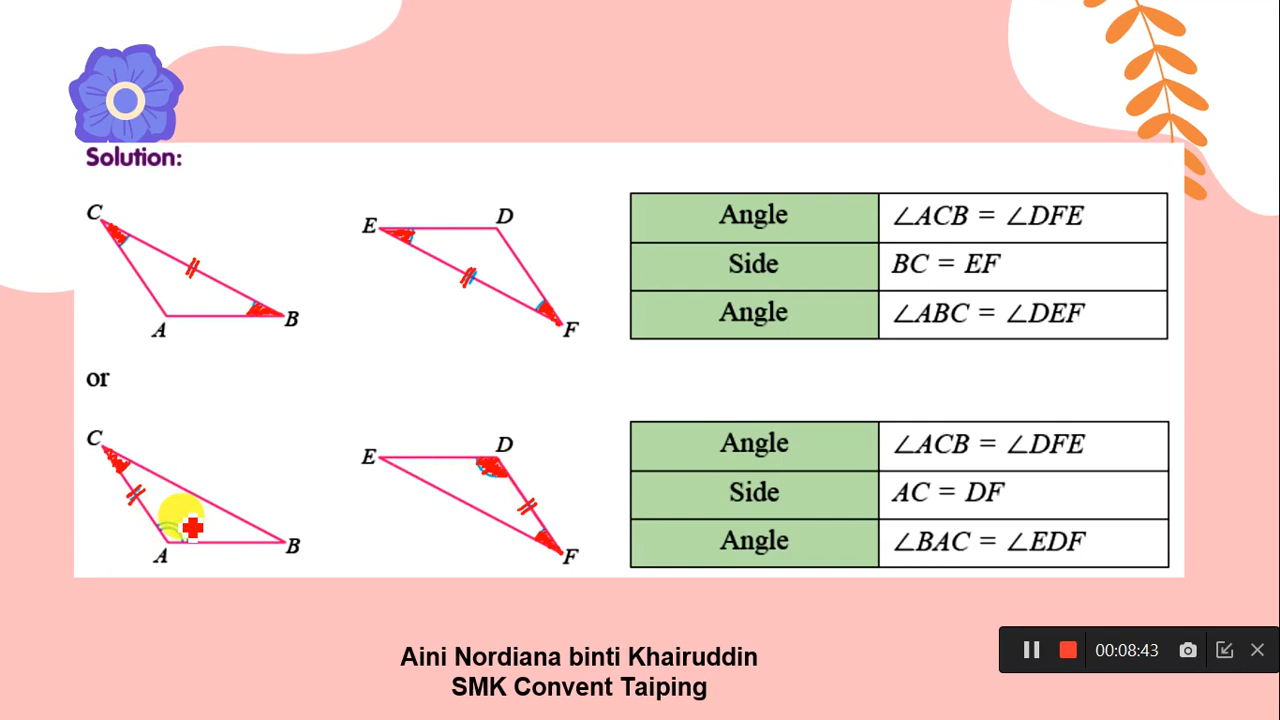 Solution:
C
E
D
A
B
F
Angle ∠ACB = ∠DFE
Side BC = EF
Angle ∠ABC = ∠DEF
or
C
E
D
A
B
F
Angle ∠ACB = ∠DFE
Side AC = DF
Angle ∠BAC = ∠EDF
Aini Nordiana binti Khairuddin
SMK Convent Taiping
00:08:43